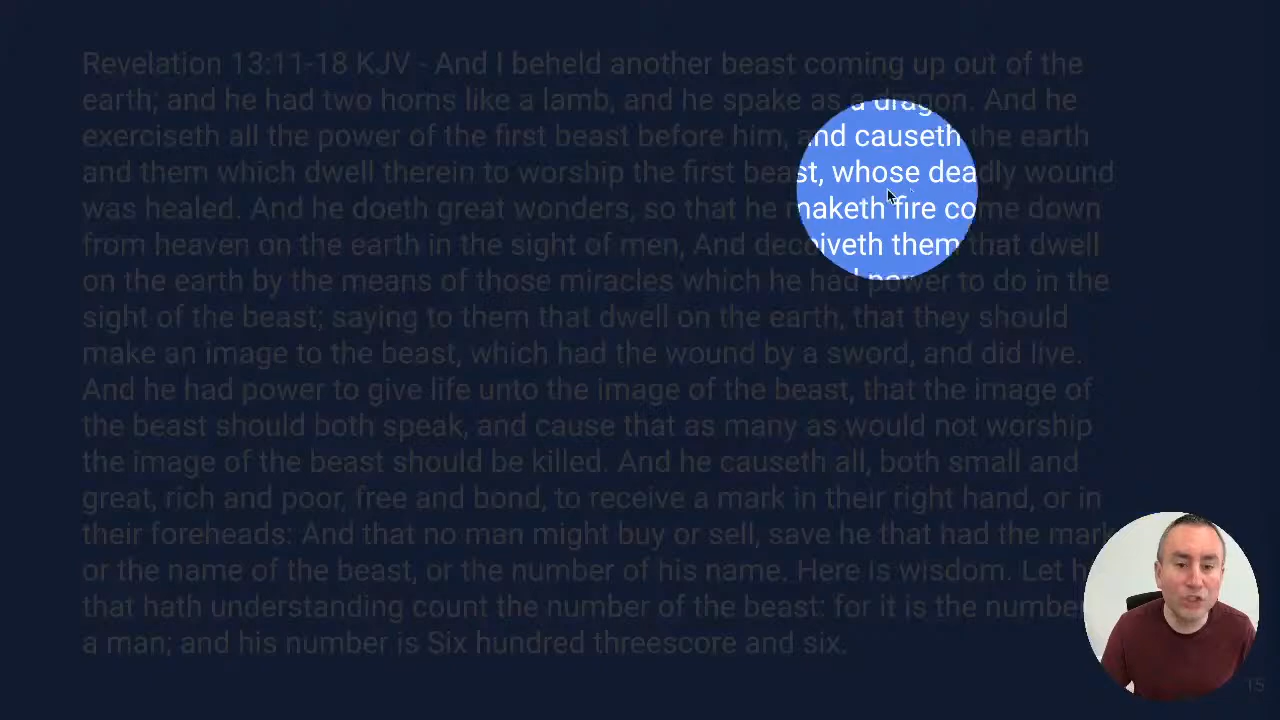 Revelation 13:11-18 KJV - And I beheld another beast coming up out of the
earth; and he had two horns like a lamb, and he spake as a dragon. And he
exerciseth all the power of the first beast before him, and causeth the earth
and them which dwell therein to worship the first beast, whose deadly wound
was healed. And he doeth great wonders, so that he maketh fire come down
from heaven on the earth in the sight of men, And deceiveth them that dwell
on the earth by the means of those miracles which he had power to do in the
sight of the beast; saying to them that dwell on the earth, that they should
make an image to the beast, which had the wound by a sword, and did live.
And he had power to give life unto the image of the beast, that the image of
the beast should both speak, and cause that as many as would not worship
the image of the beast should be killed. And he causeth all, both small and
great, rich and poor, free and bond, to receive a mark in their right hand, or in
their foreheads: And that no man might buy or sell, save he that had the mark
or the name of the beast, or the number of his name. Here is wisdom. Let
that hath understanding count the number of the beast: for it is the number
a man; and his number is Six hundred threescore and six.
15